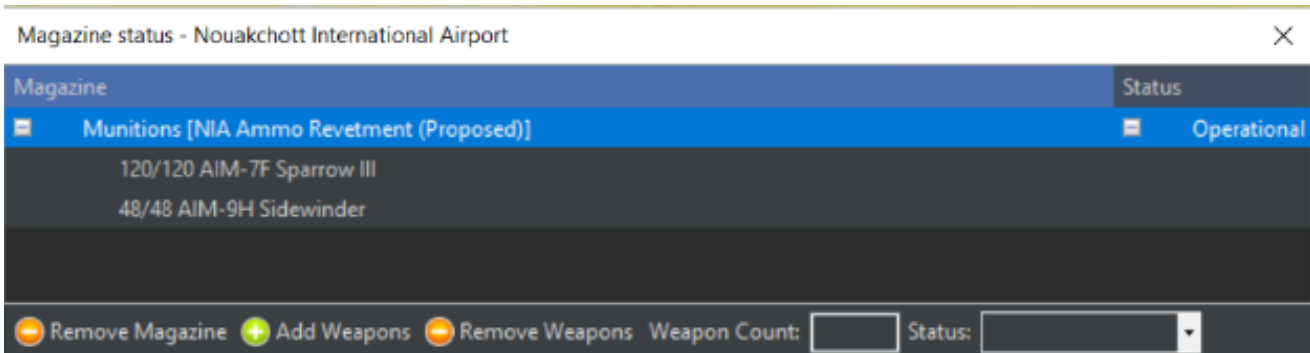 Magazine status - Nouakchott International Airport
Magazine Status
Munitions [NIA Ammo Revetment (Proposed)] Operational
120/120 AIM-7F Sparrow III
48/48 AIM-9H Sidewinder
Remove Magazine Add Weapons Remove Weapons Weapon Count: Status: